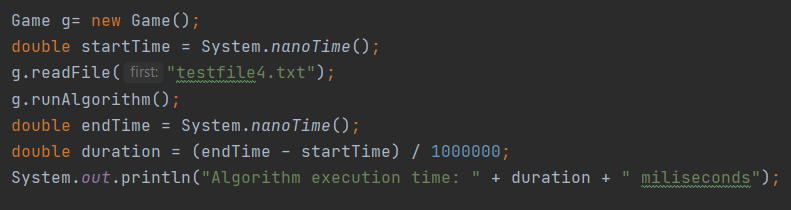 Game g= new Game();
double startTime = System.nanoTime();
g.readFile( first: "testfile4.txt");
g.runAlgorithm();
double endTime = System.nanoTime();
double duration = (endTime - startTime) / 1000000;
System.out.println("Algorithm execution time: " + duration + " miliseconds");